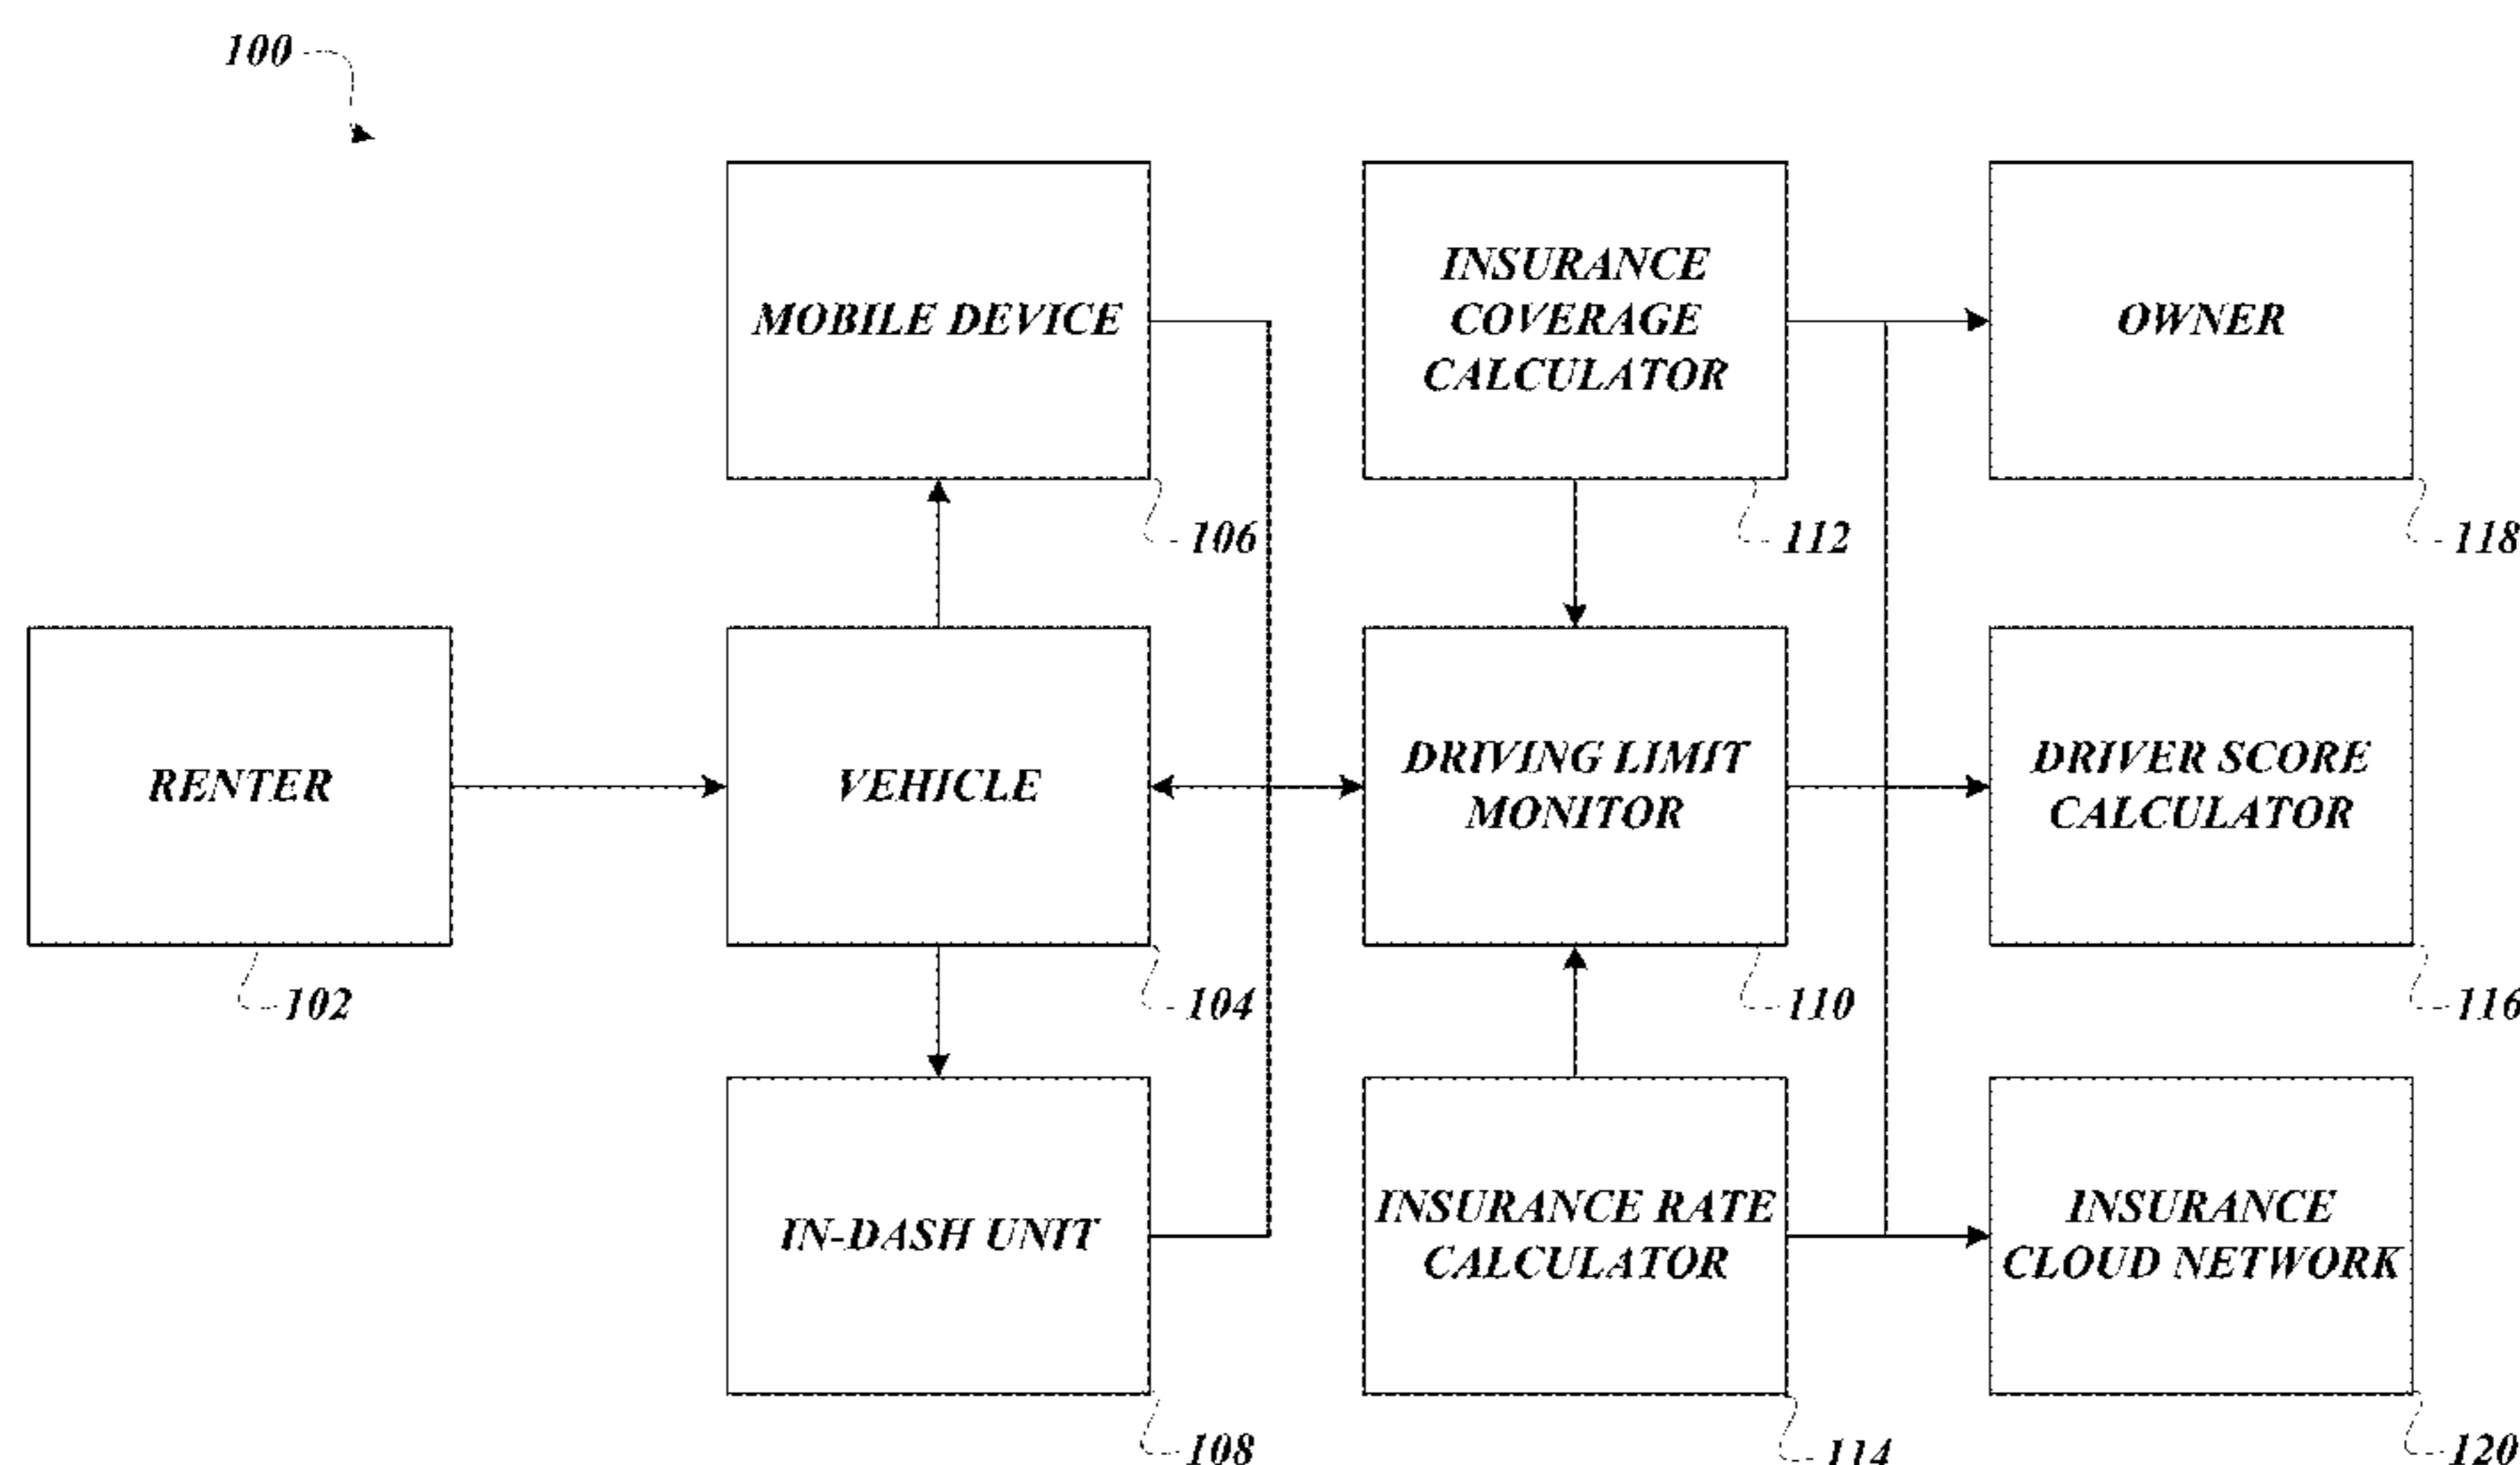 100
MOBILE DEVICE
106
INSURANCE
COVERAGE
CALCULATOR
112
OWNER
118
RENTER
102
VEHICLE
104
DRIVING LIMIT
MONITOR
110
DRIVER SCORE
CALCULATOR
116
IN-DASH UNIT
108
INSURANCE RATE
CALCULATOR
114
INSURANCE
CLOUD NETWORK
120